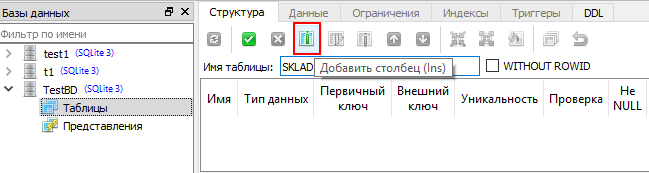 Базы данных
Фильтр по имени
test1 (SQLite 3)
t1 (SQLite 3)
TestBD (SQLite 3)
Таблицы
Представления
Структура Данные Ограничения Индексы Триггеры DDL
Имя таблицы: SKLAD WITHOUT ROWID
Добавить столбец (Ins)
Имя Тип данных Первичный ключ Внешний ключ Уникальность Проверка Не NULL